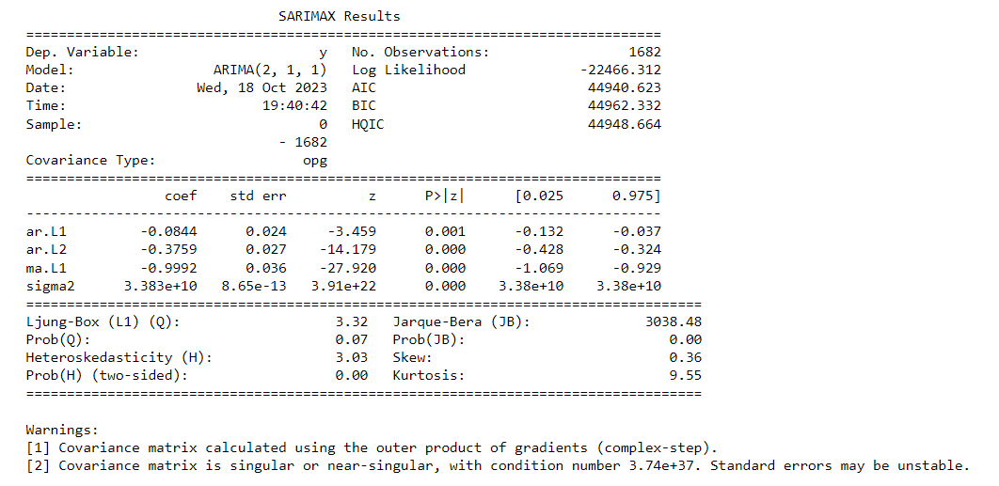 SARIMAX Results
==============================================================================
Dep. Variable:                      y   No. Observations:                 1682
Model:                 ARIMA(2, 1, 1)   Log Likelihood              -22466.312
Date:                Wed, 18 Oct 2023   AIC                          44940.623
Time:                        19:40:42   BIC                          44962.332
Sample:                             0   HQIC                         44948.664
                               - 1682
Covariance Type:                  opg
==============================================================================
                 coef    std err          z      P>|z|      [0.025      0.975]
------------------------------------------------------------------------------
ar.L1         -0.0844      0.024     -3.459      0.001      -0.132      -0.037
ar.L2         -0.3759      0.027    -14.179      0.000      -0.428      -0.324
ma.L1         -0.9992      0.036    -27.920      0.000      -1.069      -0.929
sigma2      3.383e+10   8.65e-13   3.91e+22      0.000    3.38e+10    3.38e+10
===================================================================================
Ljung-Box (L1) (Q):                   3.32   Jarque-Bera (JB):              3038.48
Prob(Q):                              0.07   Prob(JB):                         0.00
Heteroskedasticity (H):               3.03   Skew:                             0.36
Prob(H) (two-sided):                  0.00   Kurtosis:                         9.55
===================================================================================
Warnings:
[1] Covariance matrix calculated using the outer product of gradients (complex-step).
[2] Covariance matrix is singular or near-singular, with condition number 3.74e+37. Standard errors may be unstable.